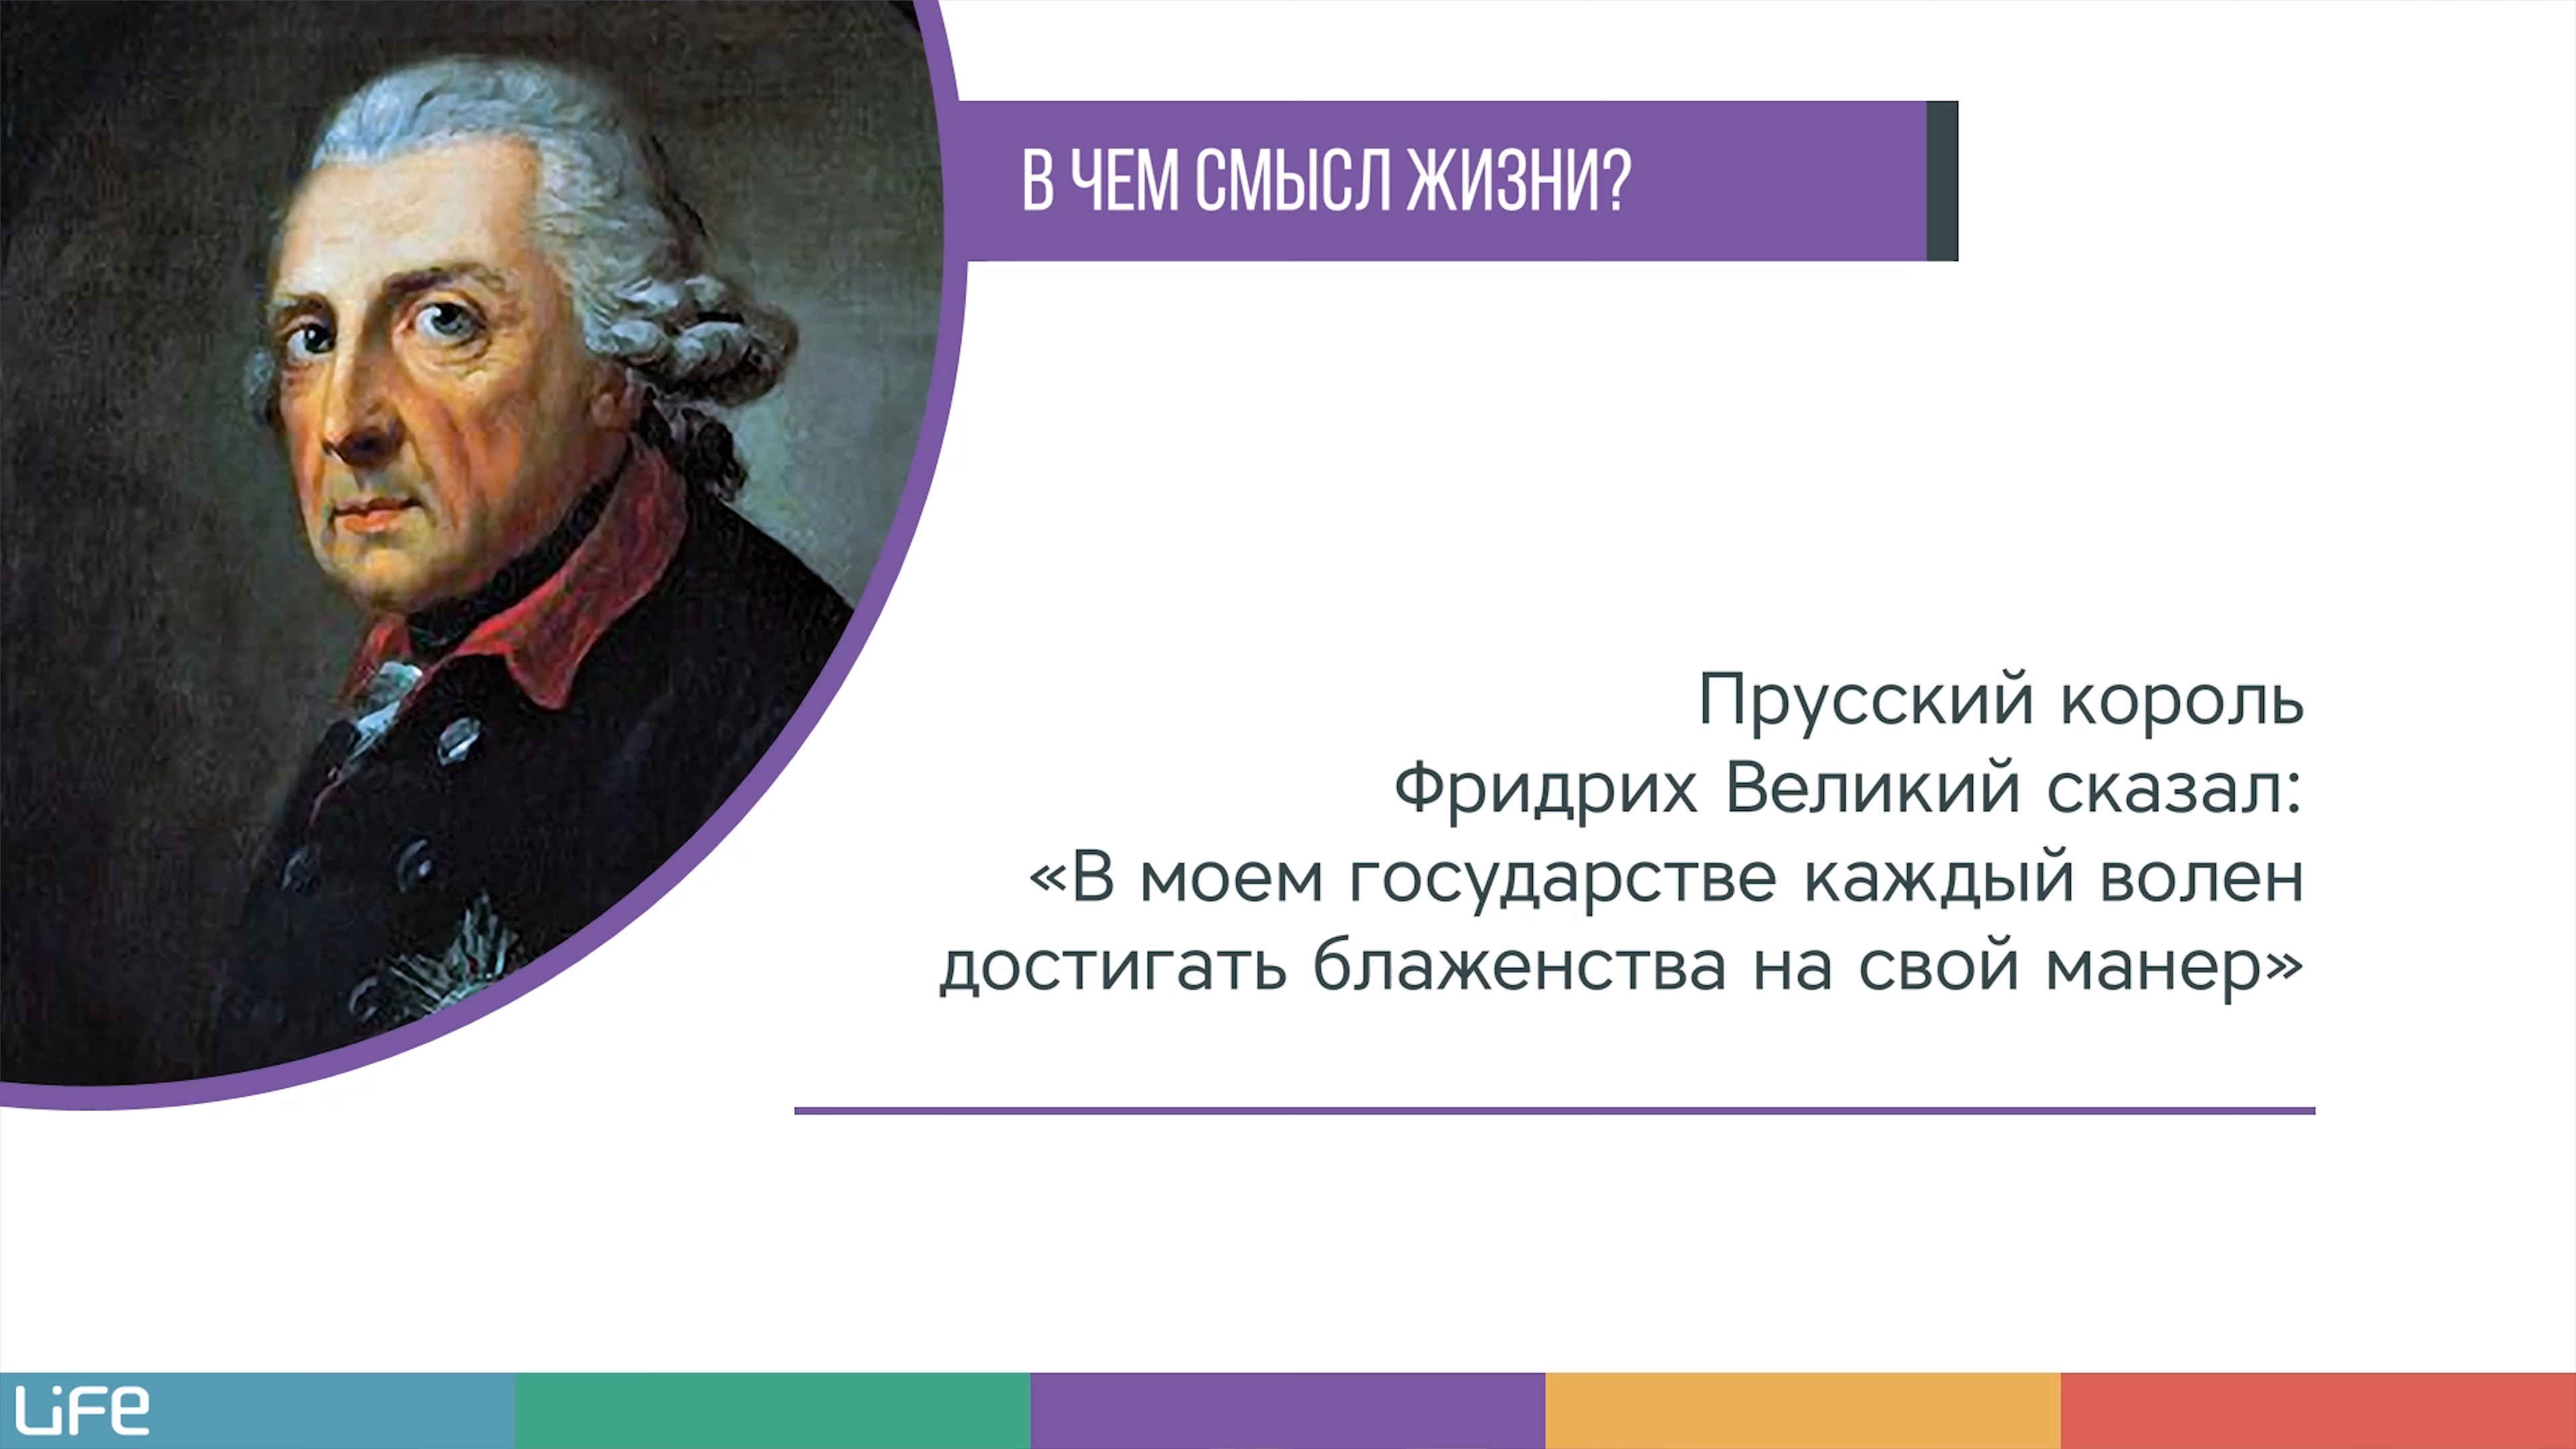 В ЧЕМ СМЫСЛ ЖИЗНИ?
Прусский король
Фридрих Великий сказал:
«В моем государстве каждый волен
достигать блаженства на свой манер»
LiFe